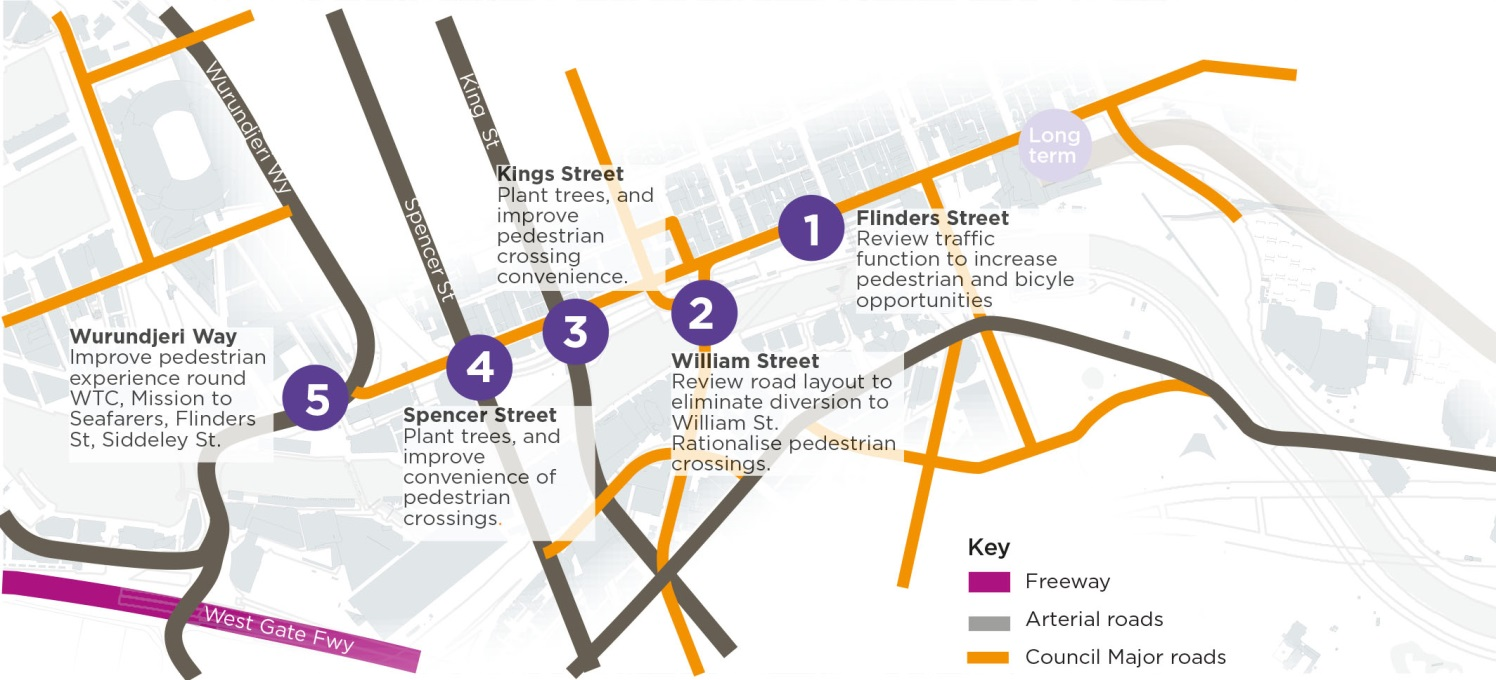 Wurundjeri Wy
Spencer St
King St
Kings Street
Plant trees, and
improve
pedestrian
crossing
convenience.
Long
term
1
Flinders Street
Review traffic
function to increase
pedestrian and bicycle
opportunities
2
William Street
Review road layout to
eliminate diversion to
William St.
Rationalise pedestrian
crossings.
3
4
Spencer Street
Plant trees, and
improve
convenience of
pedestrian
crossings.
5
Wurundjeri Way
Improve pedestrian
experience round
WTC, Mission to
Seafarers, Flinders
St, Siddeley St.
West Gate Fwy
Key
Freeway
Arterial roads
Council Major roads